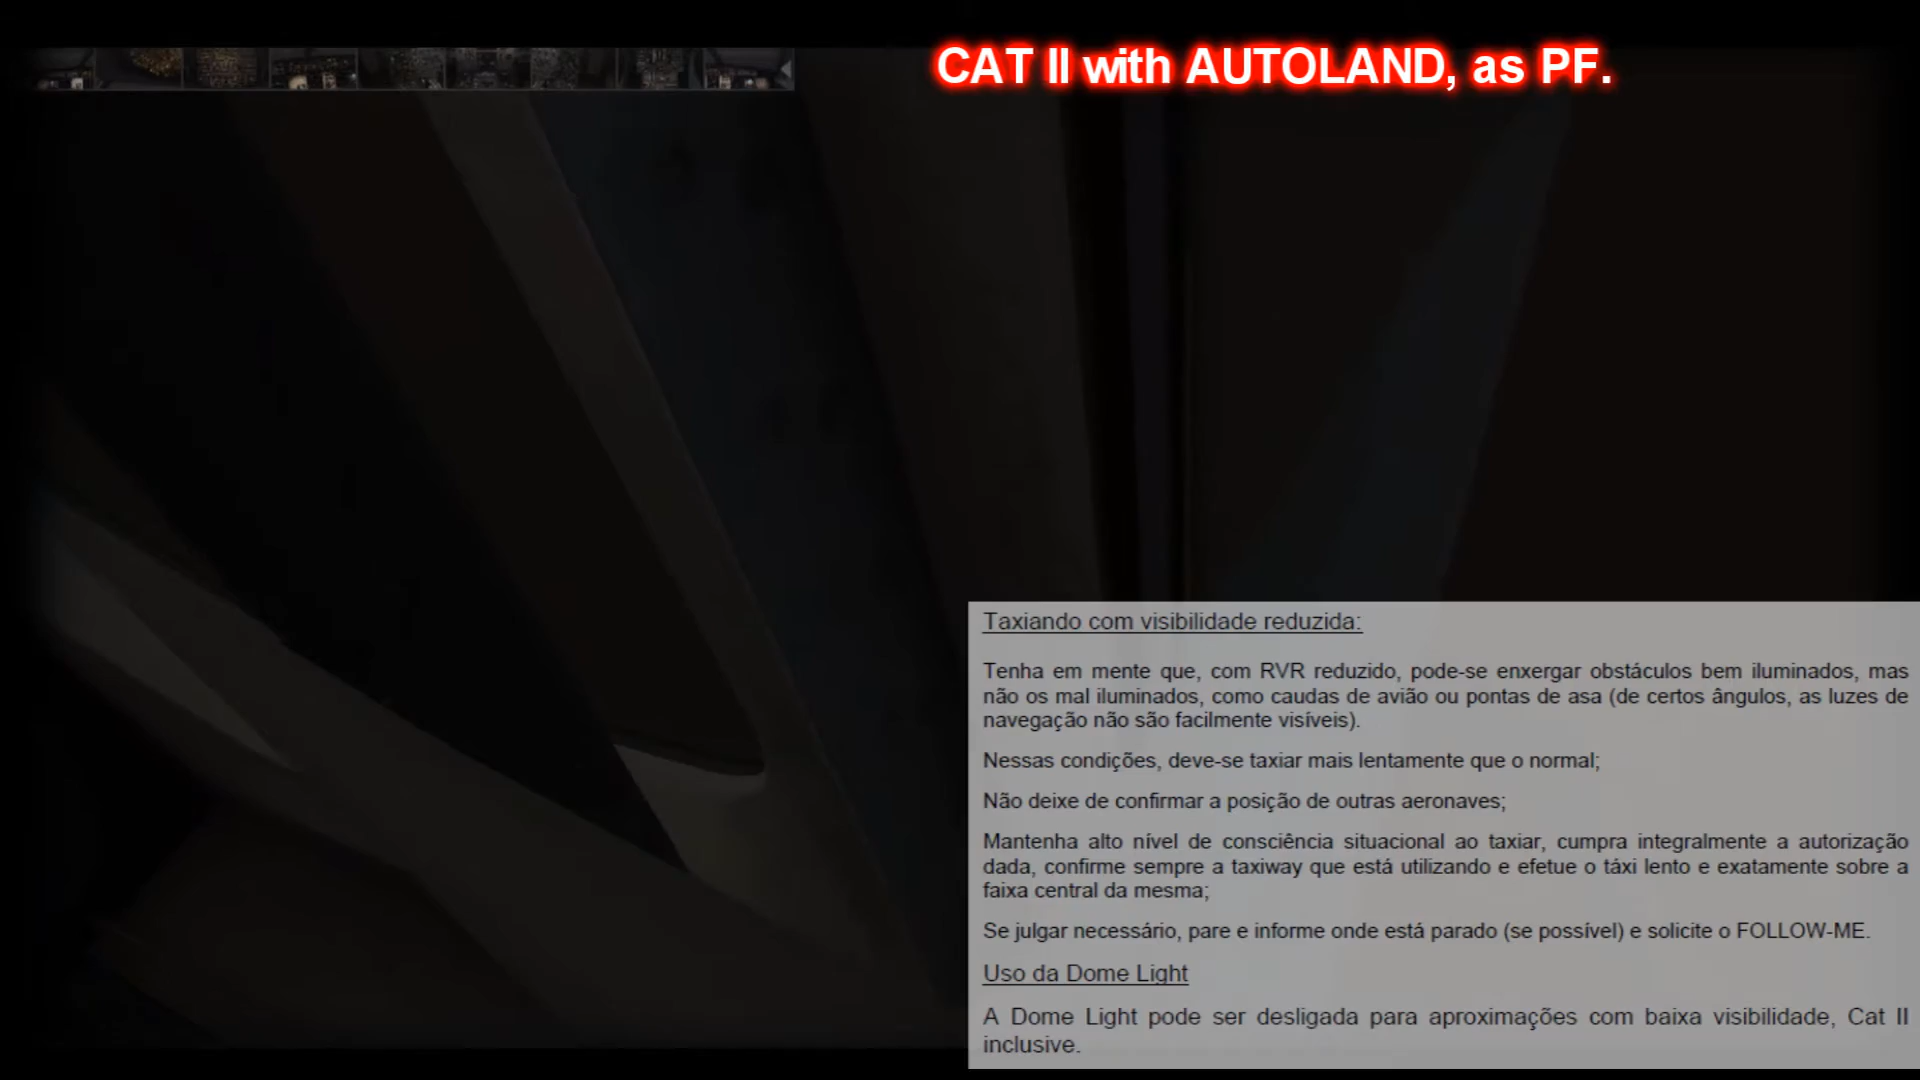 CAT II with AUTOLAND, as PF.
Taxiando com visibilidade reduzida:
Tenha em mente que, com RVR reduzido, pode-se enxergar obstáculos bem iluminados, mas
não os mal iluminados, como caudas de avião ou pontas de asa (de certos ângulos, as luzes de
navegação não são facilmente visíveis).
Nessas condições, deve-se taxiar mais lentamente que o normal;
Não deixe de confirmar a posição de outras aeronaves;
Mantenha alto nível de consciência situacional ao taxiar, cumpra integralmente a autorização
dada, confirme sempre a taxiway que está utilizando e efetue o táxi lento e exatamente sobre a
faixa central da mesma;
Se julgar necessário, pare e informe onde está parado (se possível) e solicite o FOLLOW-ME.
Uso da Dome Light
A Dome Light pode ser desligada para aproximações com baixa visibilidade, Cat II
inclusive.